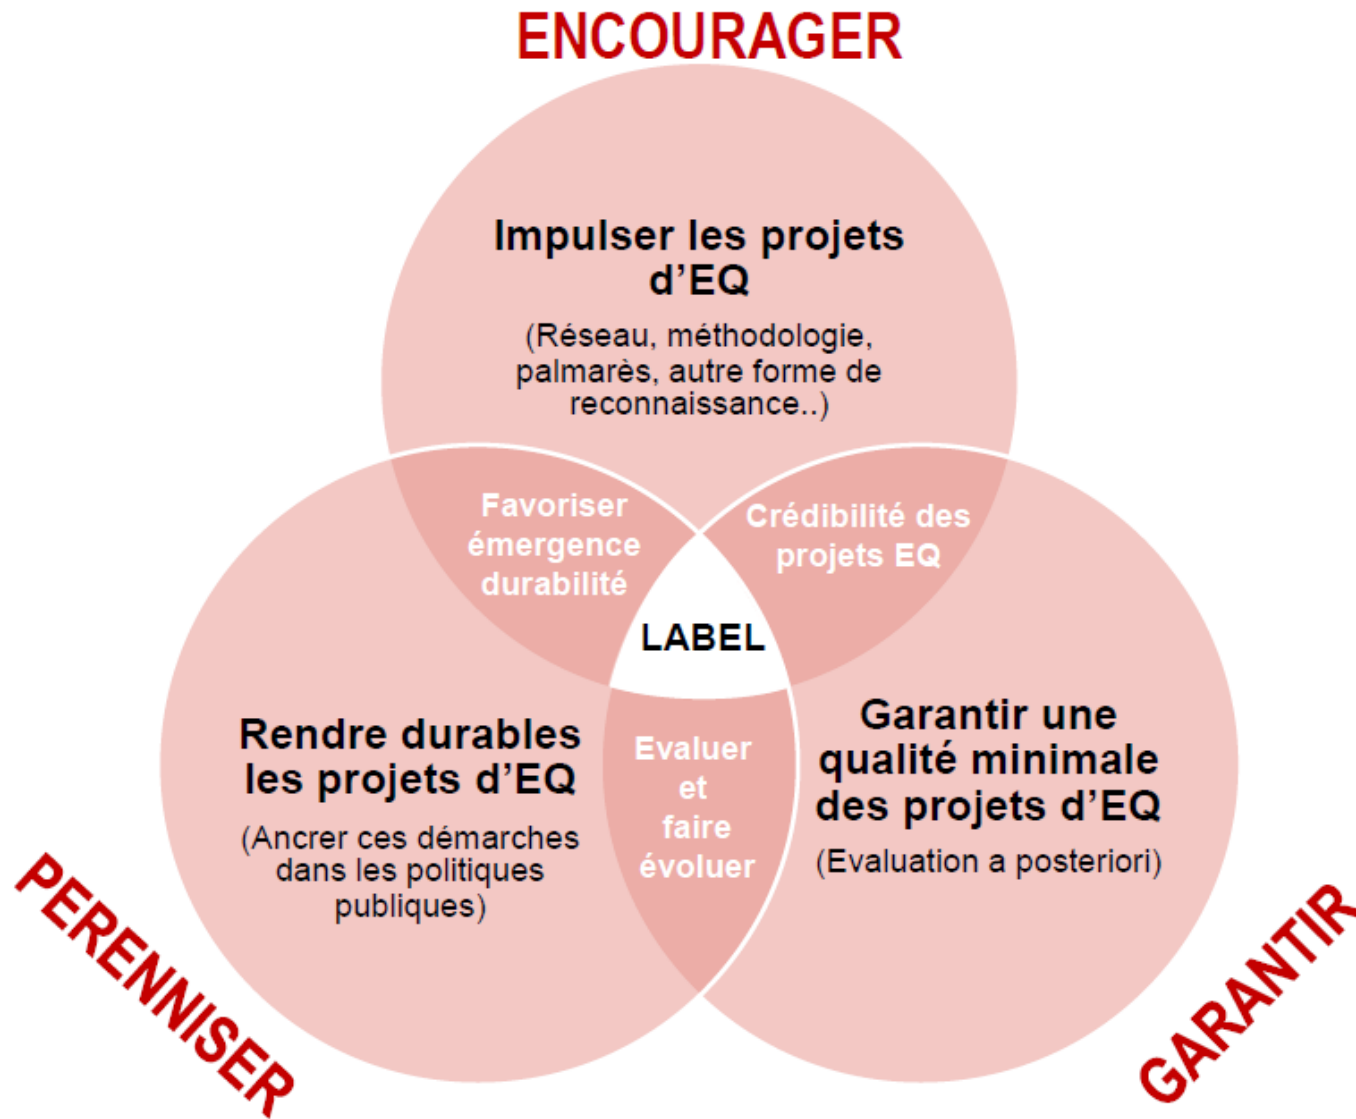 ENCOURAGER
Impulser les projets
d’EQ
(Réseau, méthodologie,
palmarès, autre forme de
reconnaissance..)
Favoriser
émergence
durabilité
Crédibilité des
projets EQ
LABEL
Rendre durables
les projets d’EQ
(Ancrer ces démarches
dans les politiques
publiques)
Evaluer
et
faire
évoluer
Garantir une
qualité minimale
des projets d’EQ
(Evaluation a posteriori)
PERENNISER
GARANTIR